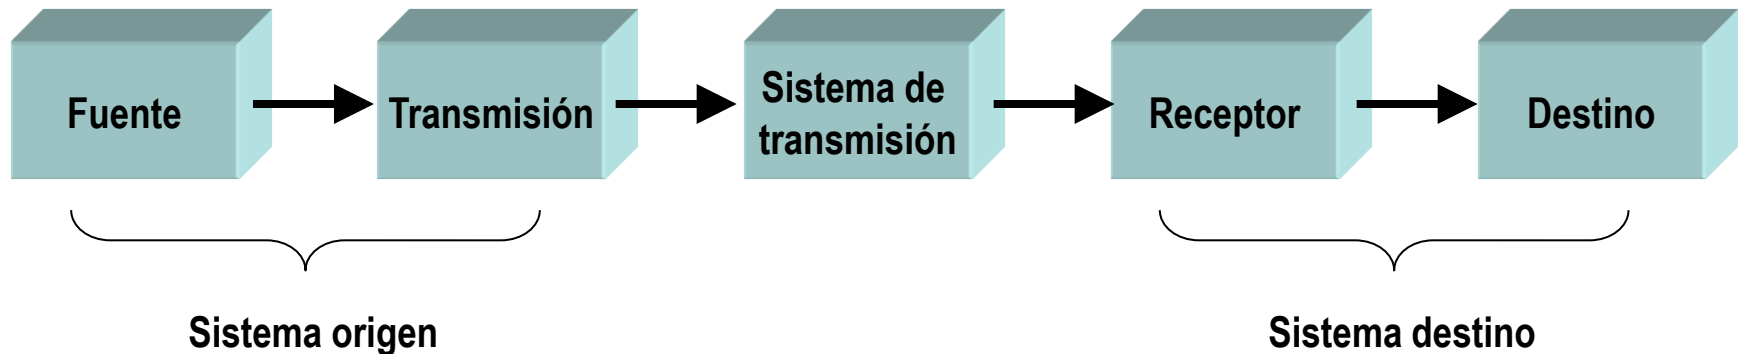 Fuente
Transmisión
Sistema de
transmisión
Receptor
Destino
Sistema origen
Sistema destino